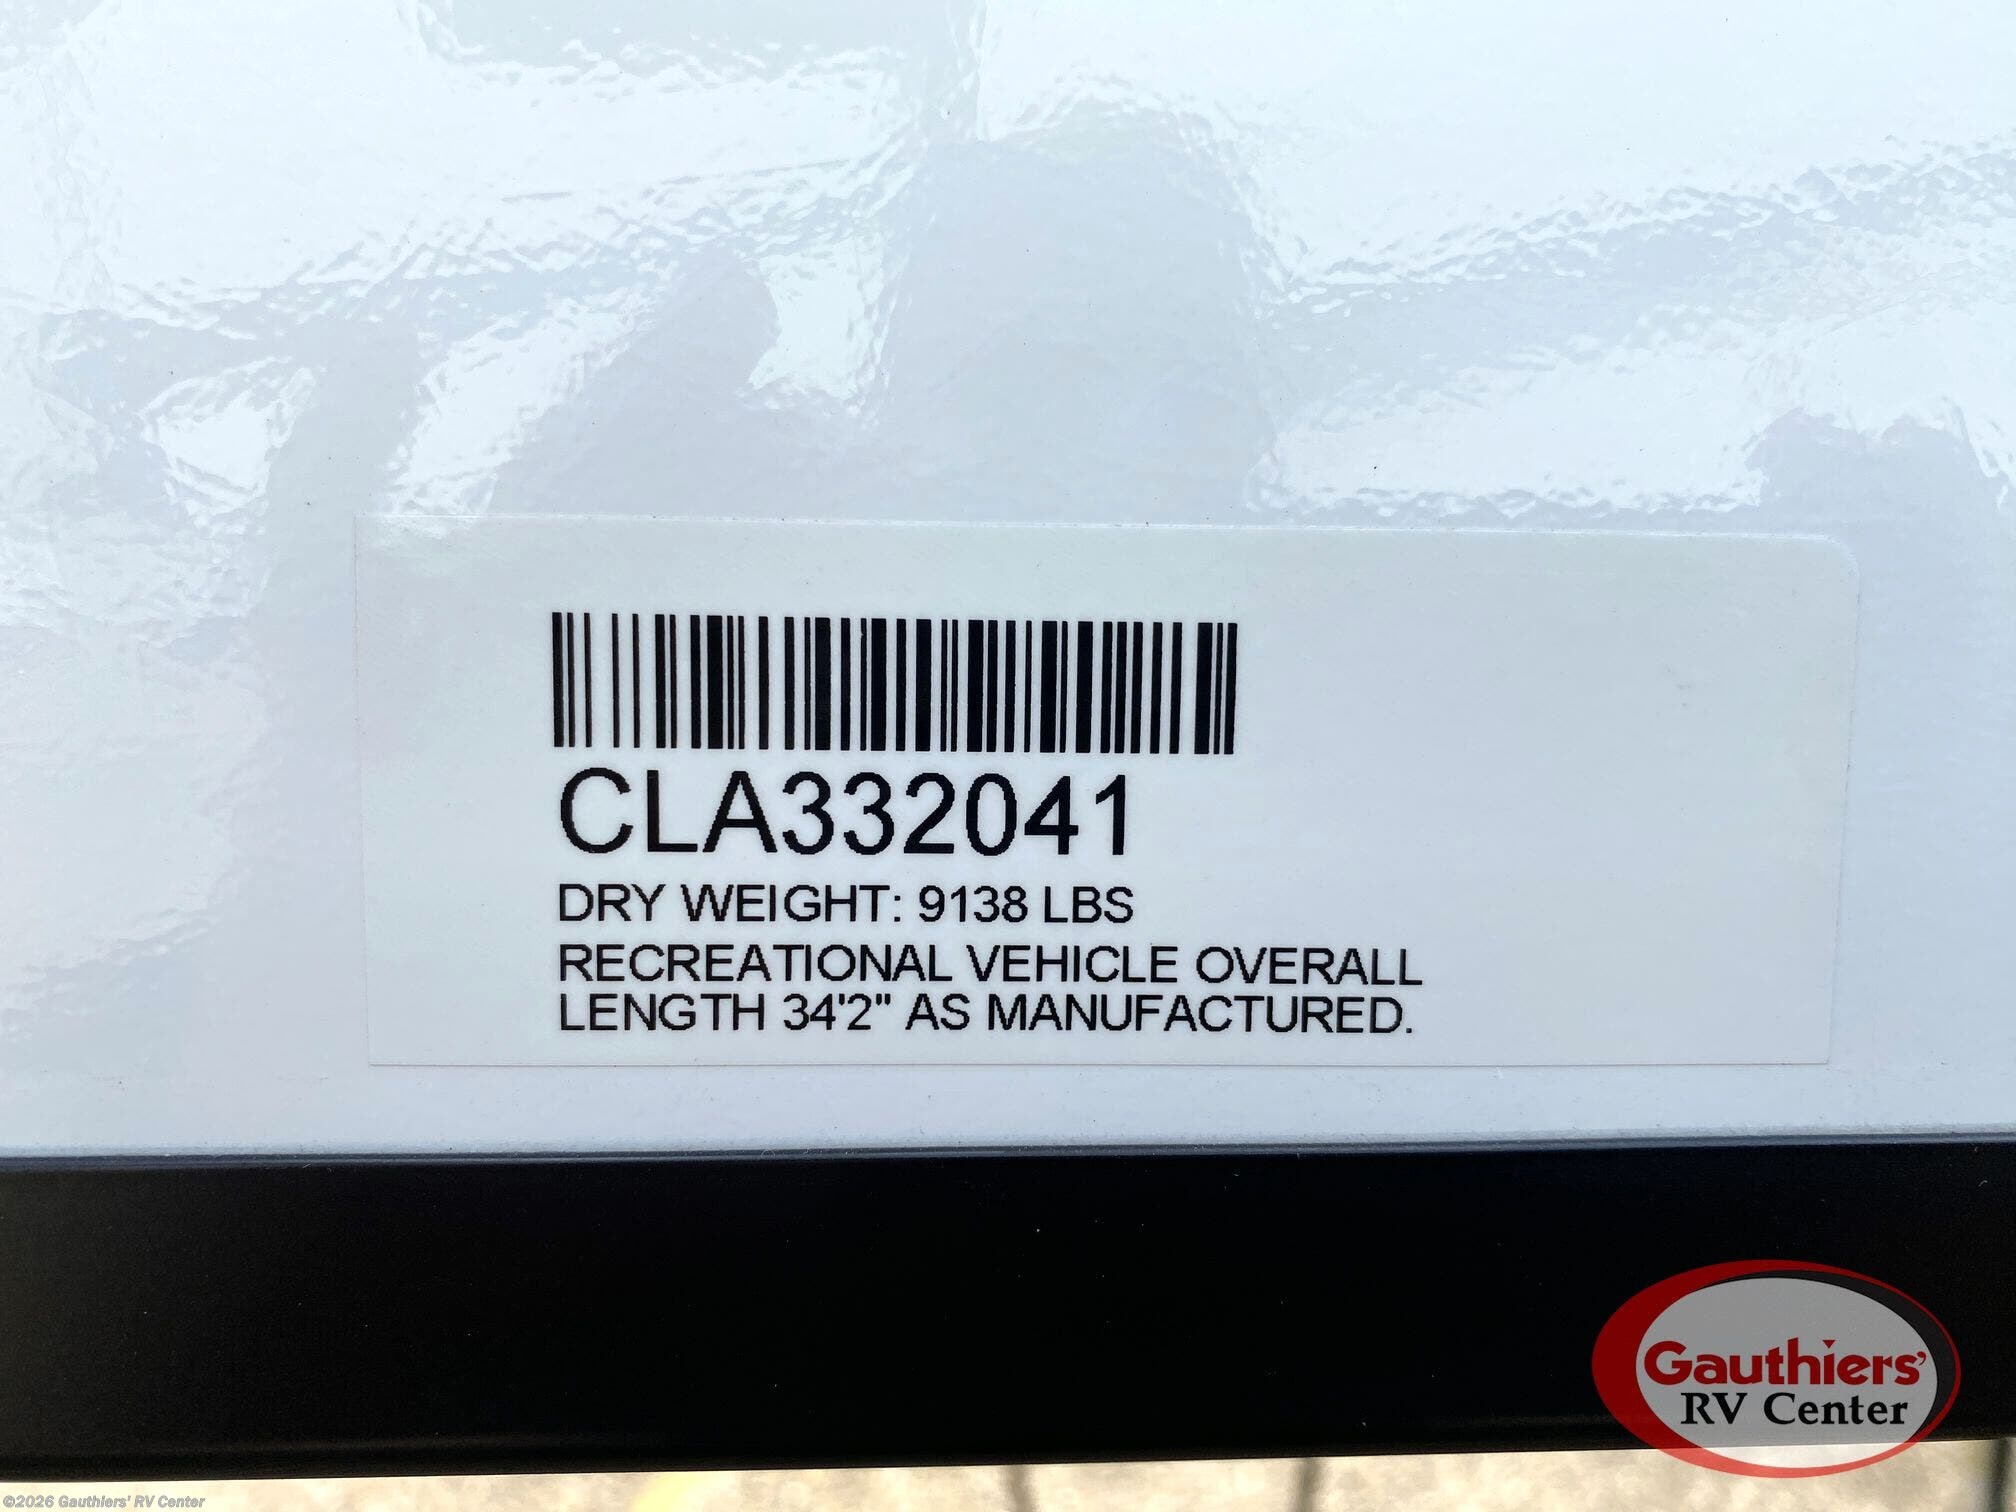 CLA332041
DRY WEIGHT: 9138 LBS
RECREATIONAL VEHICLE OVERALL
LENGTH 34'2" AS MANUFACTURED.
Gauthiers'
RV Center
©2026 Gauthiers' RV Center